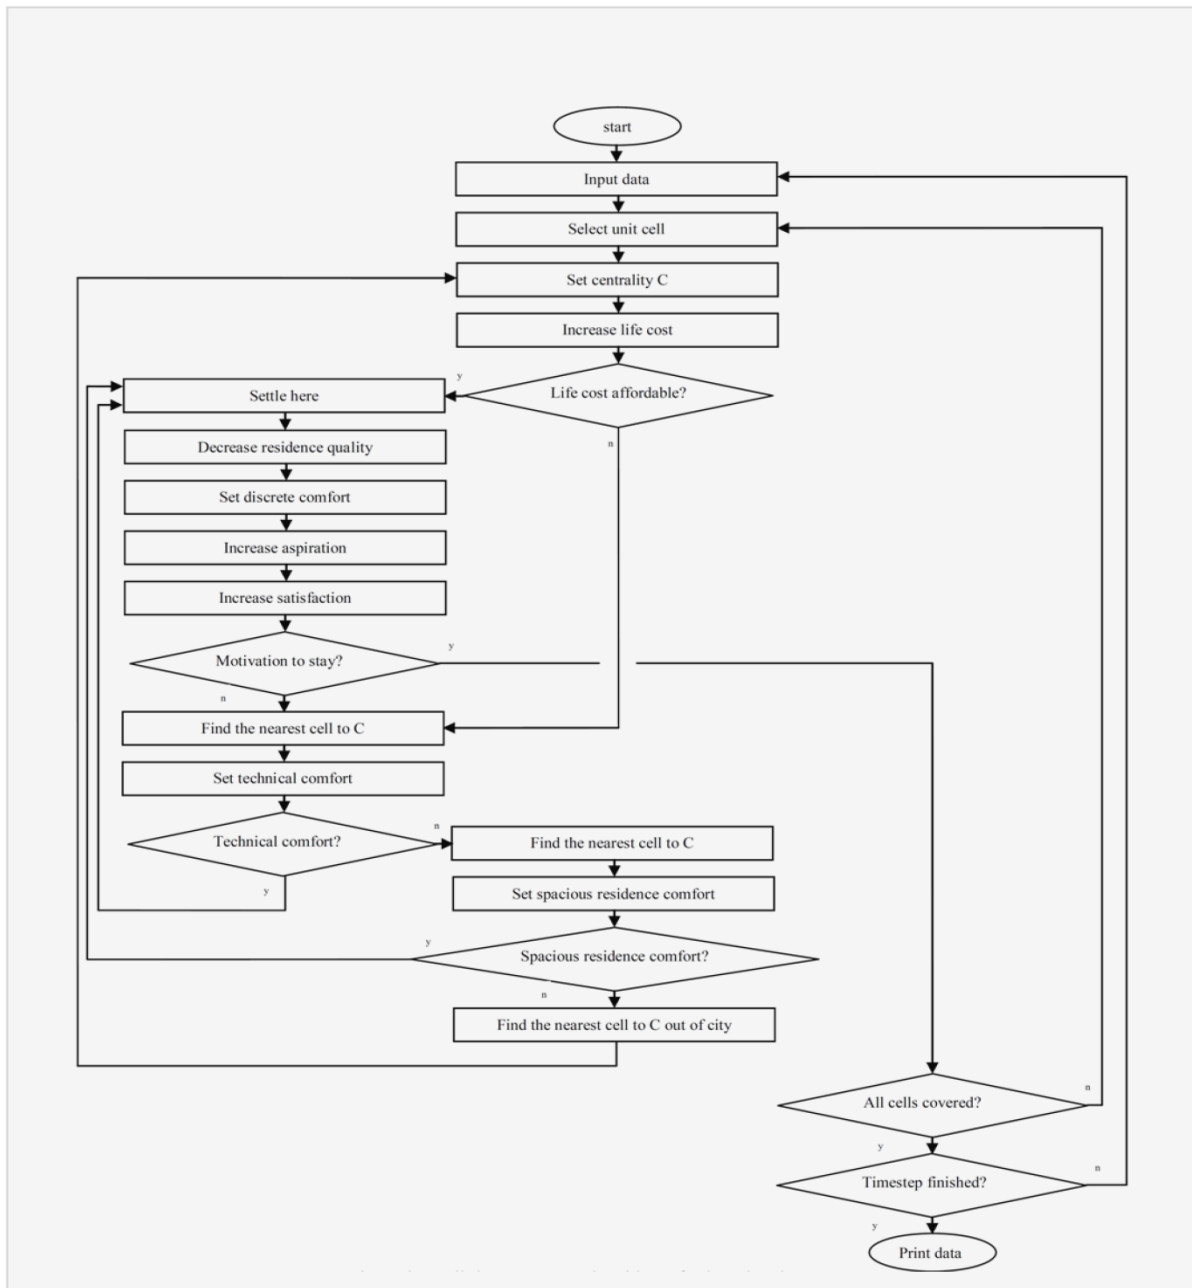 start
Input data
Select unit cell
Set centrality C
Increase life cost
Life cost affordable?
y
n
Settle here
Decrease residence quality
Set discrete comfort
Increase aspiration
Increase satisfaction
Motivation to stay?
y
n
Find the nearest cell to C
Set technical comfort
Technical comfort?
n
y
Find the nearest cell to C
Set spacious residence comfort
Spacious residence comfort?
y
n
Find the nearest cell to C out of city
All cells covered?
n
y
Timestep finished?
n
y
Print data